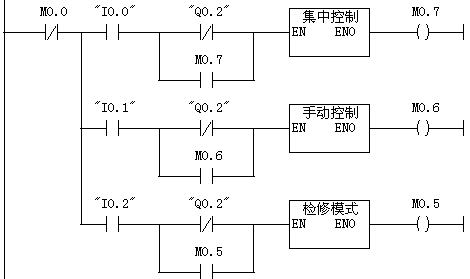 M0.0 "I0.0" "Q0.2" 集中控制 M0.7
EN ENO
M0.7
"I0.1" "Q0.2" 手动控制 M0.6
EN ENO
M0.6
"I0.2" "Q0.2" 检修模式 M0.5
EN ENO
M0.5